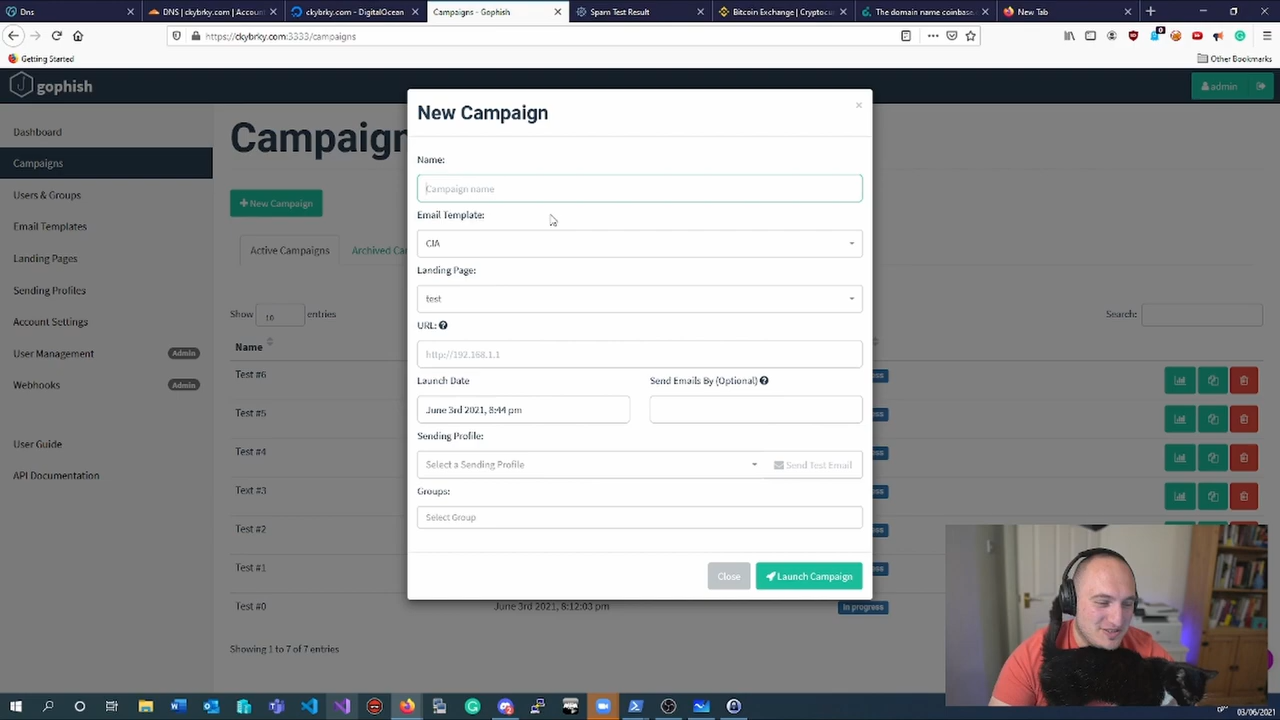 Dns
DNS | ckybrky.com | Account
ckybrky.com - DigitalOcean
Campaigns - Gophish
Spam Test Result
Bitcoin Exchange | Cryptocu
The domain name coinbase.
New Tab
https://ckybrky.com:3333/campaigns
Getting Started
Other Bookmarks
gophish
admin
Dashboard
Campaigns
Users & Groups
Email Templates
Landing Pages
Sending Profiles
Account Settings
User Management
Admin
Webhooks
Admin
User Guide
API Documentation
Campaign
New Campaign
Active Campaigns
Archived Ca
Show
10
entries
Search:
Name
Test #6
Test #5
Test #4
Text #3
Test #2
Test #1
Test #0
June 3rd 2021, 8:12:03 pm
In progress
Showing 1 to 7 of 7 entries
New Campaign
×
Name:
Campaign name
Email Template:
CJA
Landing Page:
test
URL:
http://192.168.1.1
Launch Date
Send Emails By (Optional)
June 3rd 2021, 8:44 pm
Sending Profile:
Select a Sending Profile
Send Test Email
Groups:
Select Group
Close
Launch Campaign
03/06/2021